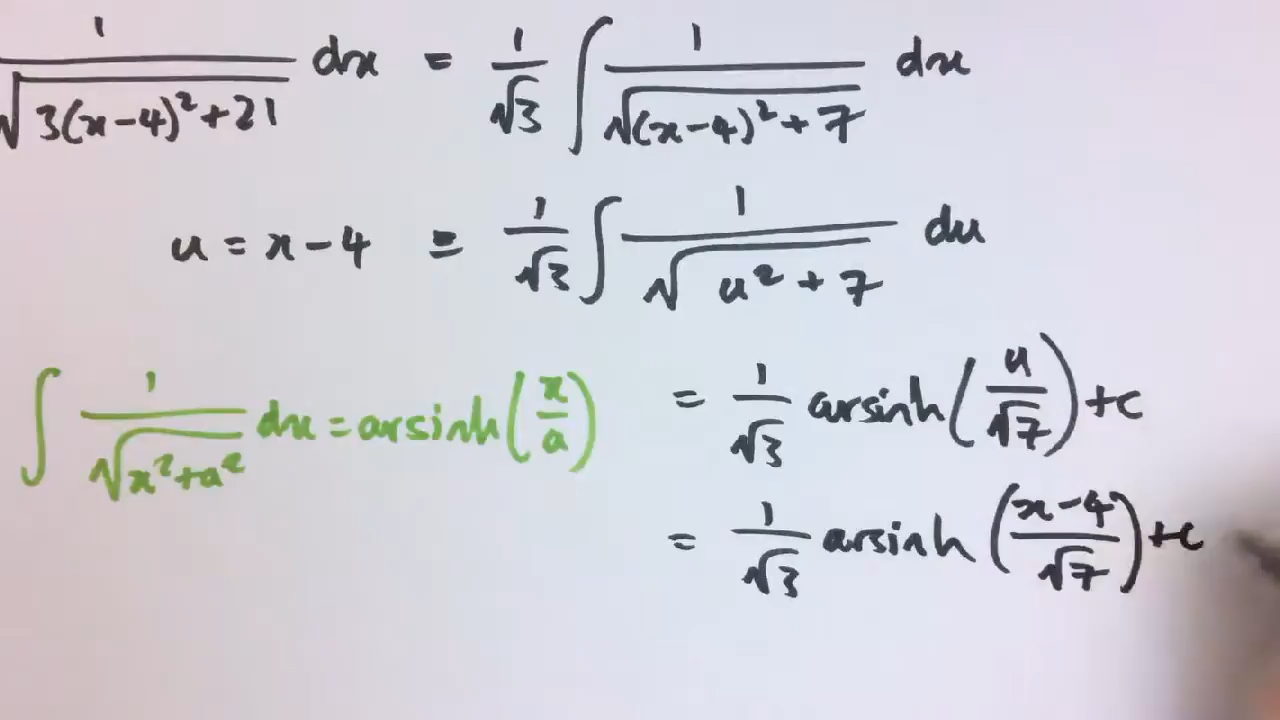 1/√(3(x-4)²+21) dx = 1/√3 ∫ 1/√((x-4)²+7) dx
u = x-4 = 1/√3 ∫ 1/√(u²+7) du
∫ 1/√(x²+a²) dx = arsinh(x/a)
= 1/√3 arsinh(u/√7) + c
= 1/√3 arsinh((x-4)/√7) + c